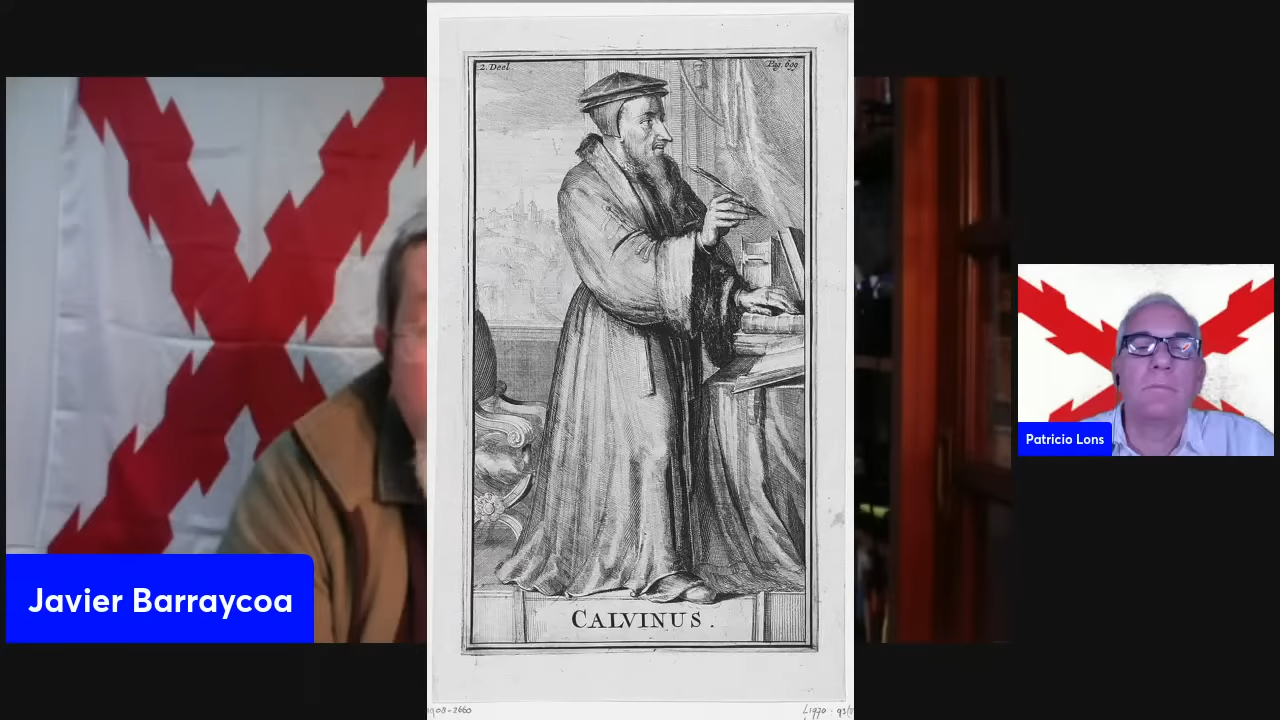 2. Deel.
Pag. 699
CALVINUS.
Javier Barraycoa
Patricio Lons